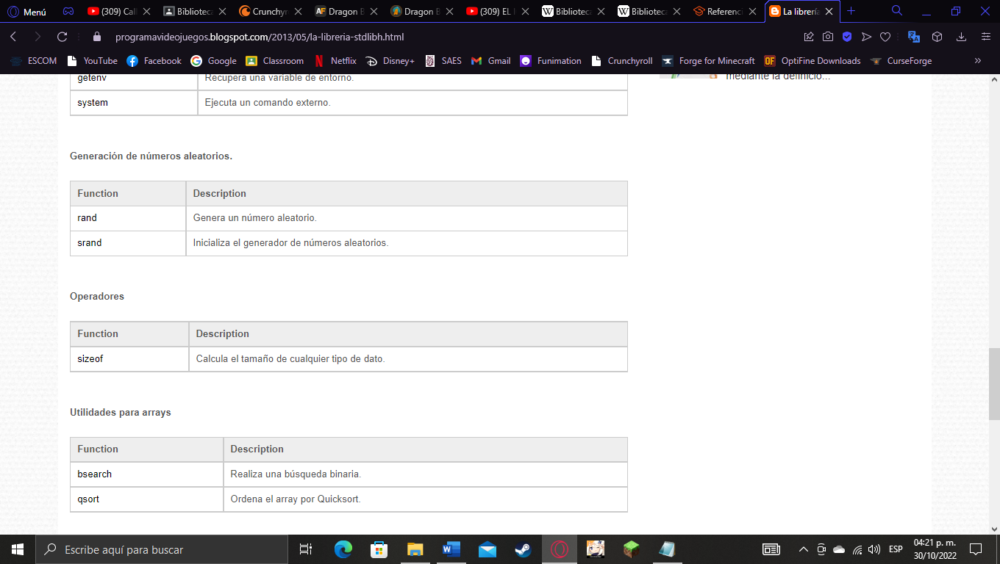 Menú
(309) Cal
Biblioteca
Crunchyr
Dragon B
Dragon B
(309) EL
Biblioteca
Biblioteca
Referenci
La librería
programavideojuegos.blogspot.com/2013/05/la-libreria-stdlibh.html
ESCOM YouTube Facebook Google Classroom Netflix Disney+ SAES Gmail Funimation Crunchyroll Forge for Minecraft OptiFine Downloads CurseForge »
getenv Recupera una variable de entorno.
mediante la definicio...
system Ejecuta un comando externo.
Generación de números aleatorios.
Function Description
rand Genera un número aleatorio.
srand Inicializa el generador de números aleatorios.
Operadores
Function Description
sizeof Calcula el tamaño de cualquier tipo de dato.
Utilidades para arrays
Function Description
bsearch Realiza una búsqueda binaria.
qsort Ordena el array por Quicksort.
Escribe aquí para buscar
ESP
04:21 p. m.
30/10/2022